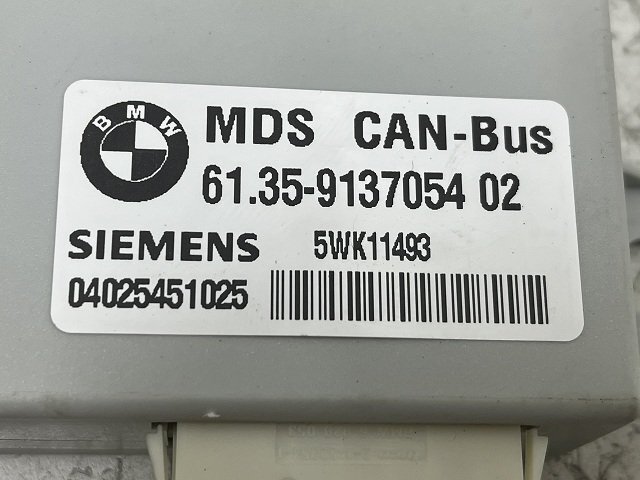 BMW
MDS CAN-Bus
61.35-9137054 02
SIEMENS 5WK11493
04025451025